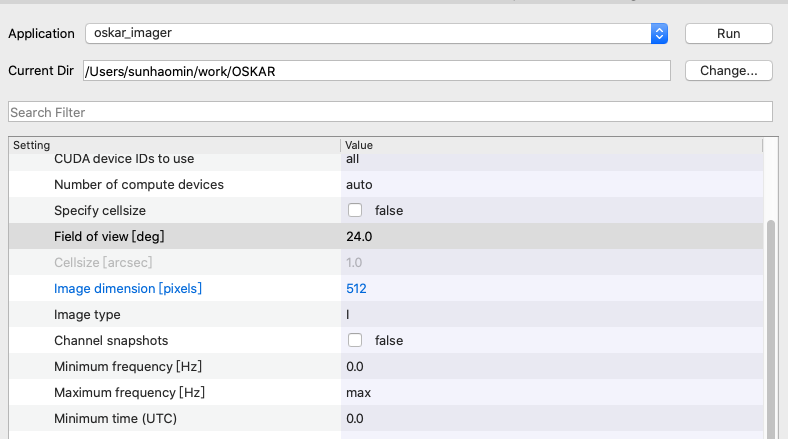 Application oskar_imager Run
Current Dir /Users/sunhaomin/work/OSKAR Change...
Search Filter
Setting Value
CUDA device IDs to use all
Number of compute devices auto
Specify cellsize false
Field of view [deg] 24.0
Cellsize [arcsec] 1.0
Image dimension [pixels] 512
Image type I
Channel snapshots false
Minimum frequency [Hz] 0.0
Maximum frequency [Hz] max
Minimum time (UTC) 0.0